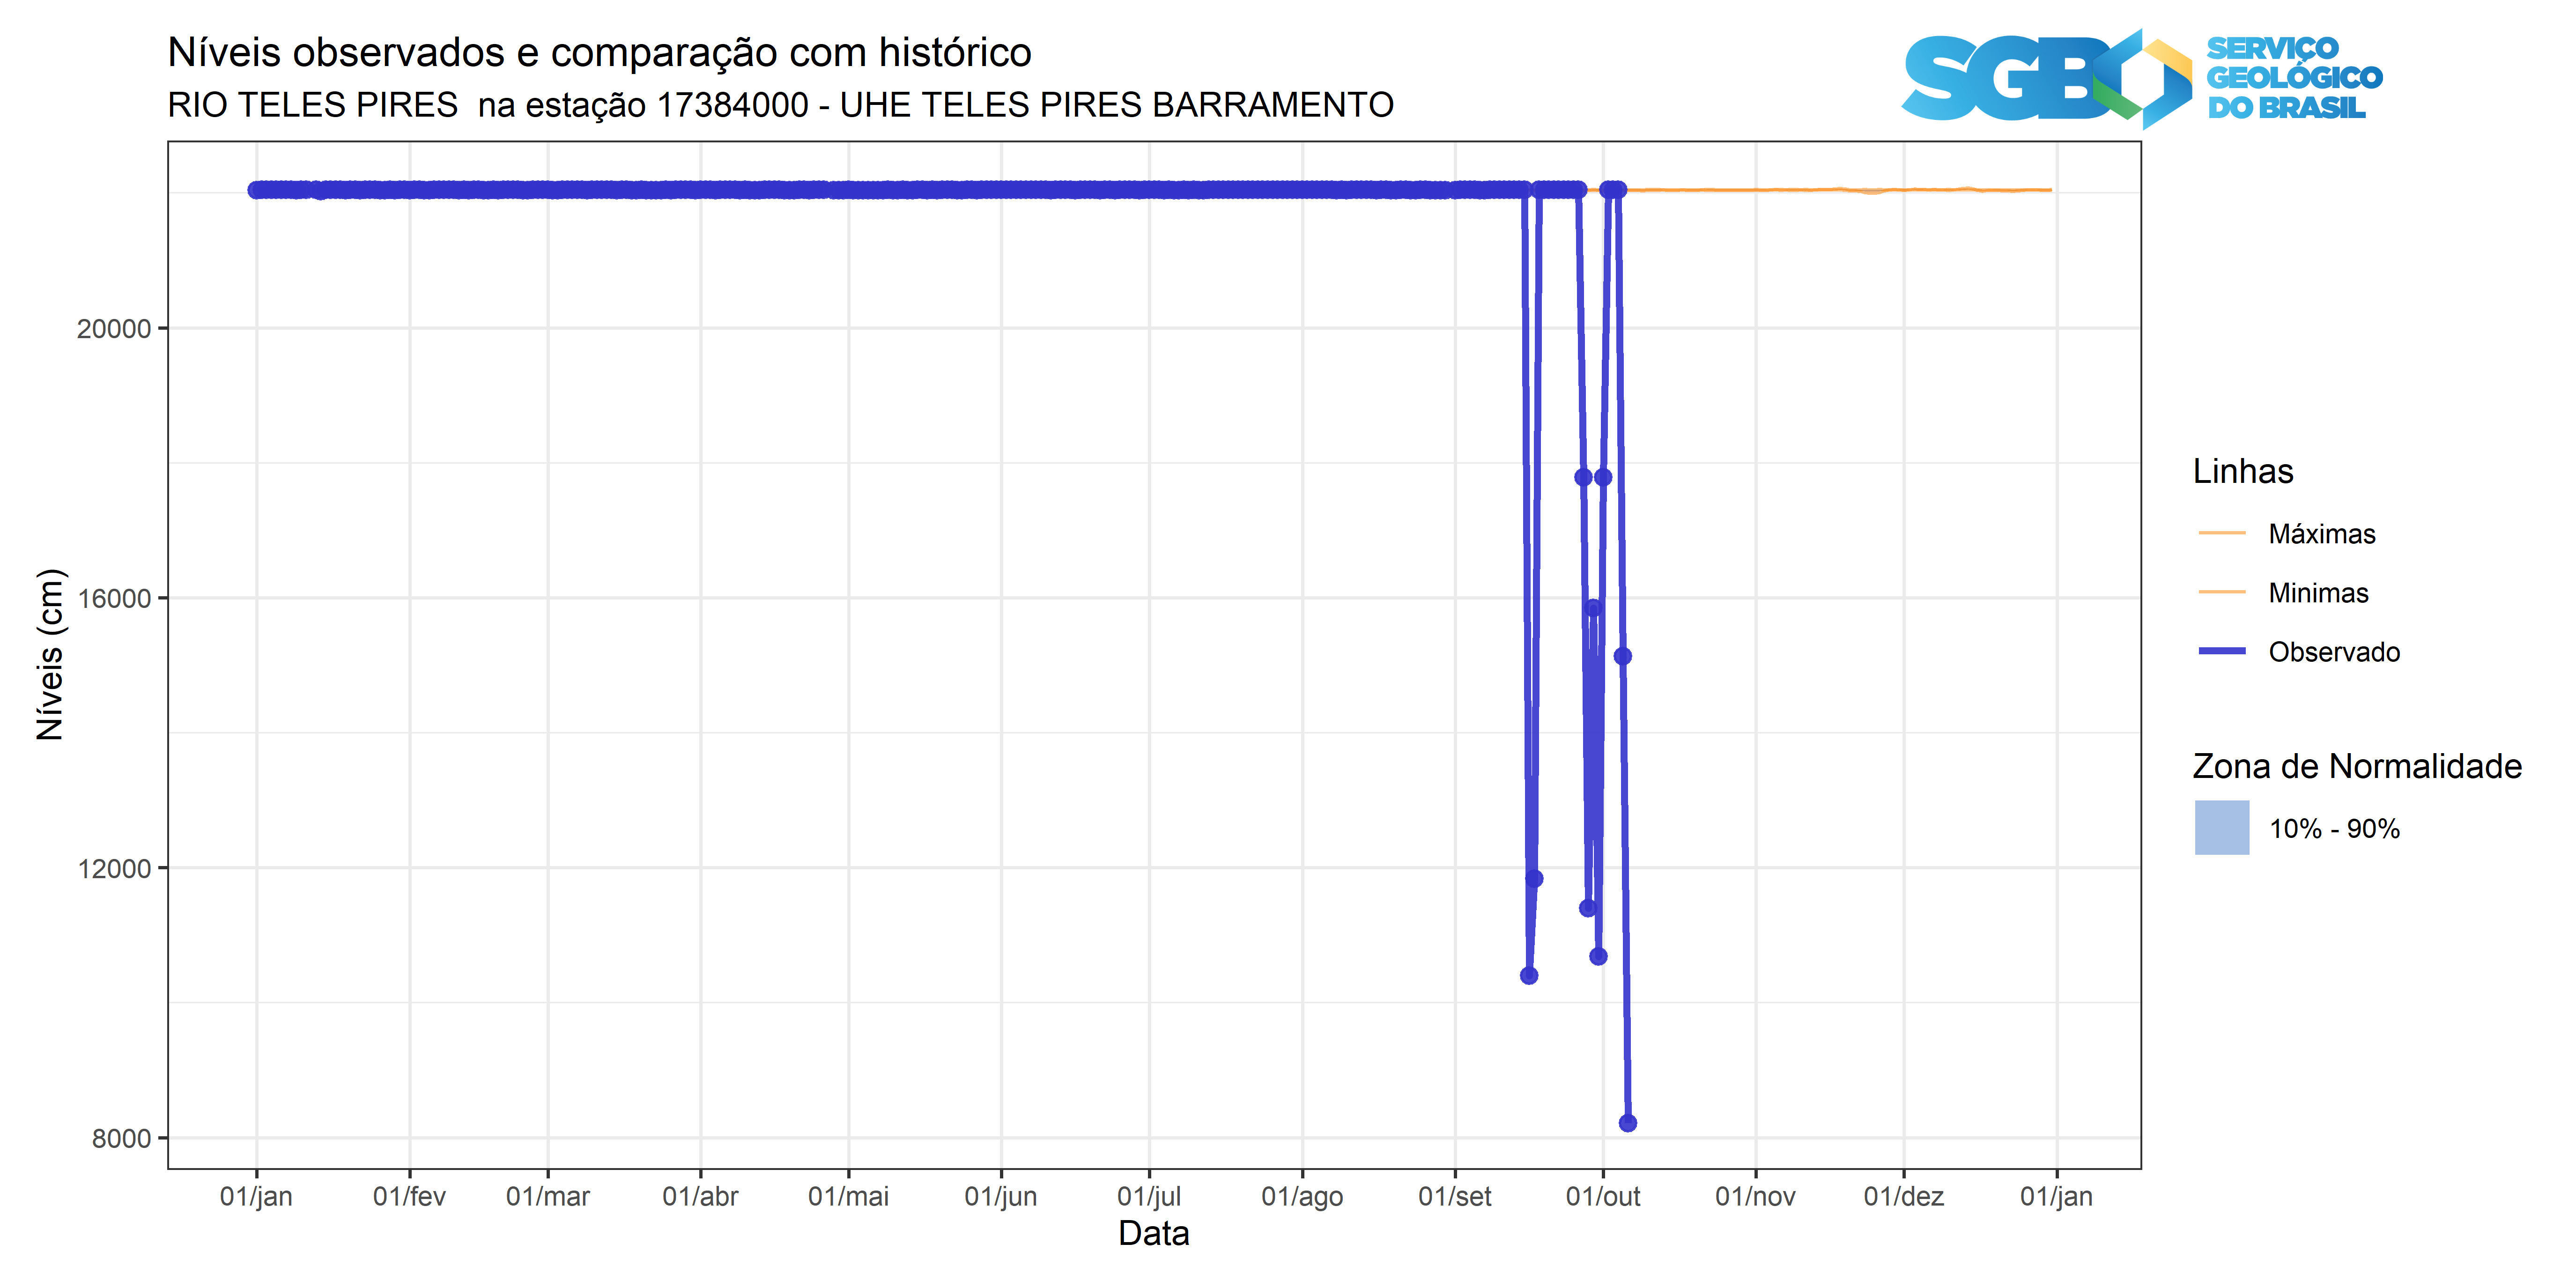 Níveis observados e comparação com histórico
RIO TELES PIRES  na estação 17384000 - UHE TELES PIRES BARRAMENTO
SGB
SERVIÇO
GEOLÓGICO
DO BRASIL
Níveis (cm)
20000
16000
12000
8000
01/jan
01/fev
01/mar
01/abr
01/mai
01/jun
01/jul
01/ago
01/set
01/out
01/nov
01/dez
01/jan
Data
Linhas
Máximas
Minimas
Observado
Zona de Normalidade
10% - 90%